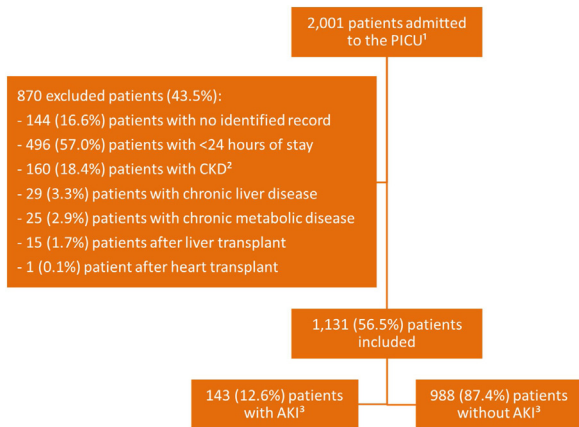 2,001 patients admitted
to the PICU¹
870 excluded patients (43.5%):
- 144 (16.6%) patients with no identified record
- 496 (57.0%) patients with <24 hours of stay
- 160 (18.4%) patients with CKD²
- 29 (3.3%) patients with chronic liver disease
- 25 (2.9%) patients with chronic metabolic disease
- 15 (1.7%) patients after liver transplant
- 1 (0.1%) patient after heart transplant
1,131 (56.5%) patients
included
143 (12.6%) patients
with AKI³
988 (87.4%) patients
without AKI³